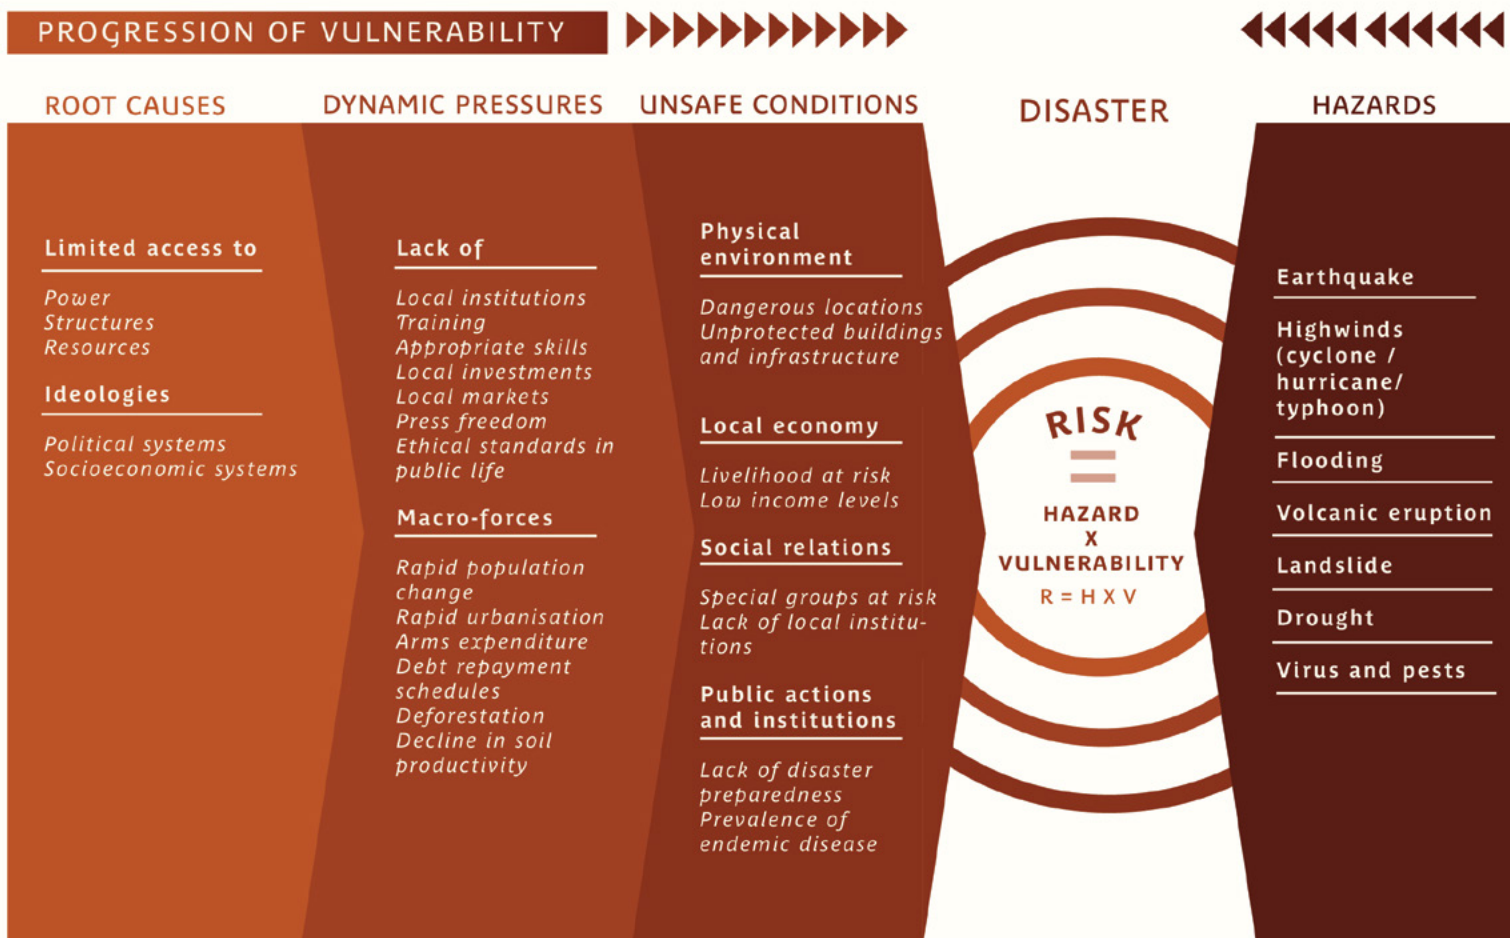 PROGRESSION OF VULNERABILITY
ROOT CAUSES
Limited access to
Power
Structures
Resources
Ideologies
Political systems
Socioeconomic systems
DYNAMIC PRESSURES
Lack of
Local institutions
Training
Appropriate skills
Local investments
Local markets
Press freedom
Ethical standards in
public life
Macro-forces
Rapid population
change
Rapid urbanisation
Arms expenditure
Debt repayment
schedules
Deforestation
Decline in soil
productivity
UNSAFE CONDITIONS
Physical
environment
Dangerous locations
Unprotected buildings
and infrastructure
Local economy
Livelihood at risk
Low income levels
Social relations
Special groups at risk
Lack of local institu-
tions
Public actions
and institutions
Lack of disaster
preparedness
Prevalence of
endemic disease
DISASTER
RISK
=
HAZARD
X
VULNERABILITY
R = H X V
HAZARDS
Earthquake
Highwinds
(cyclone /
hurricane/
typhoon)
Flooding
Volcanic eruption
Landslide
Drought
Virus and pests